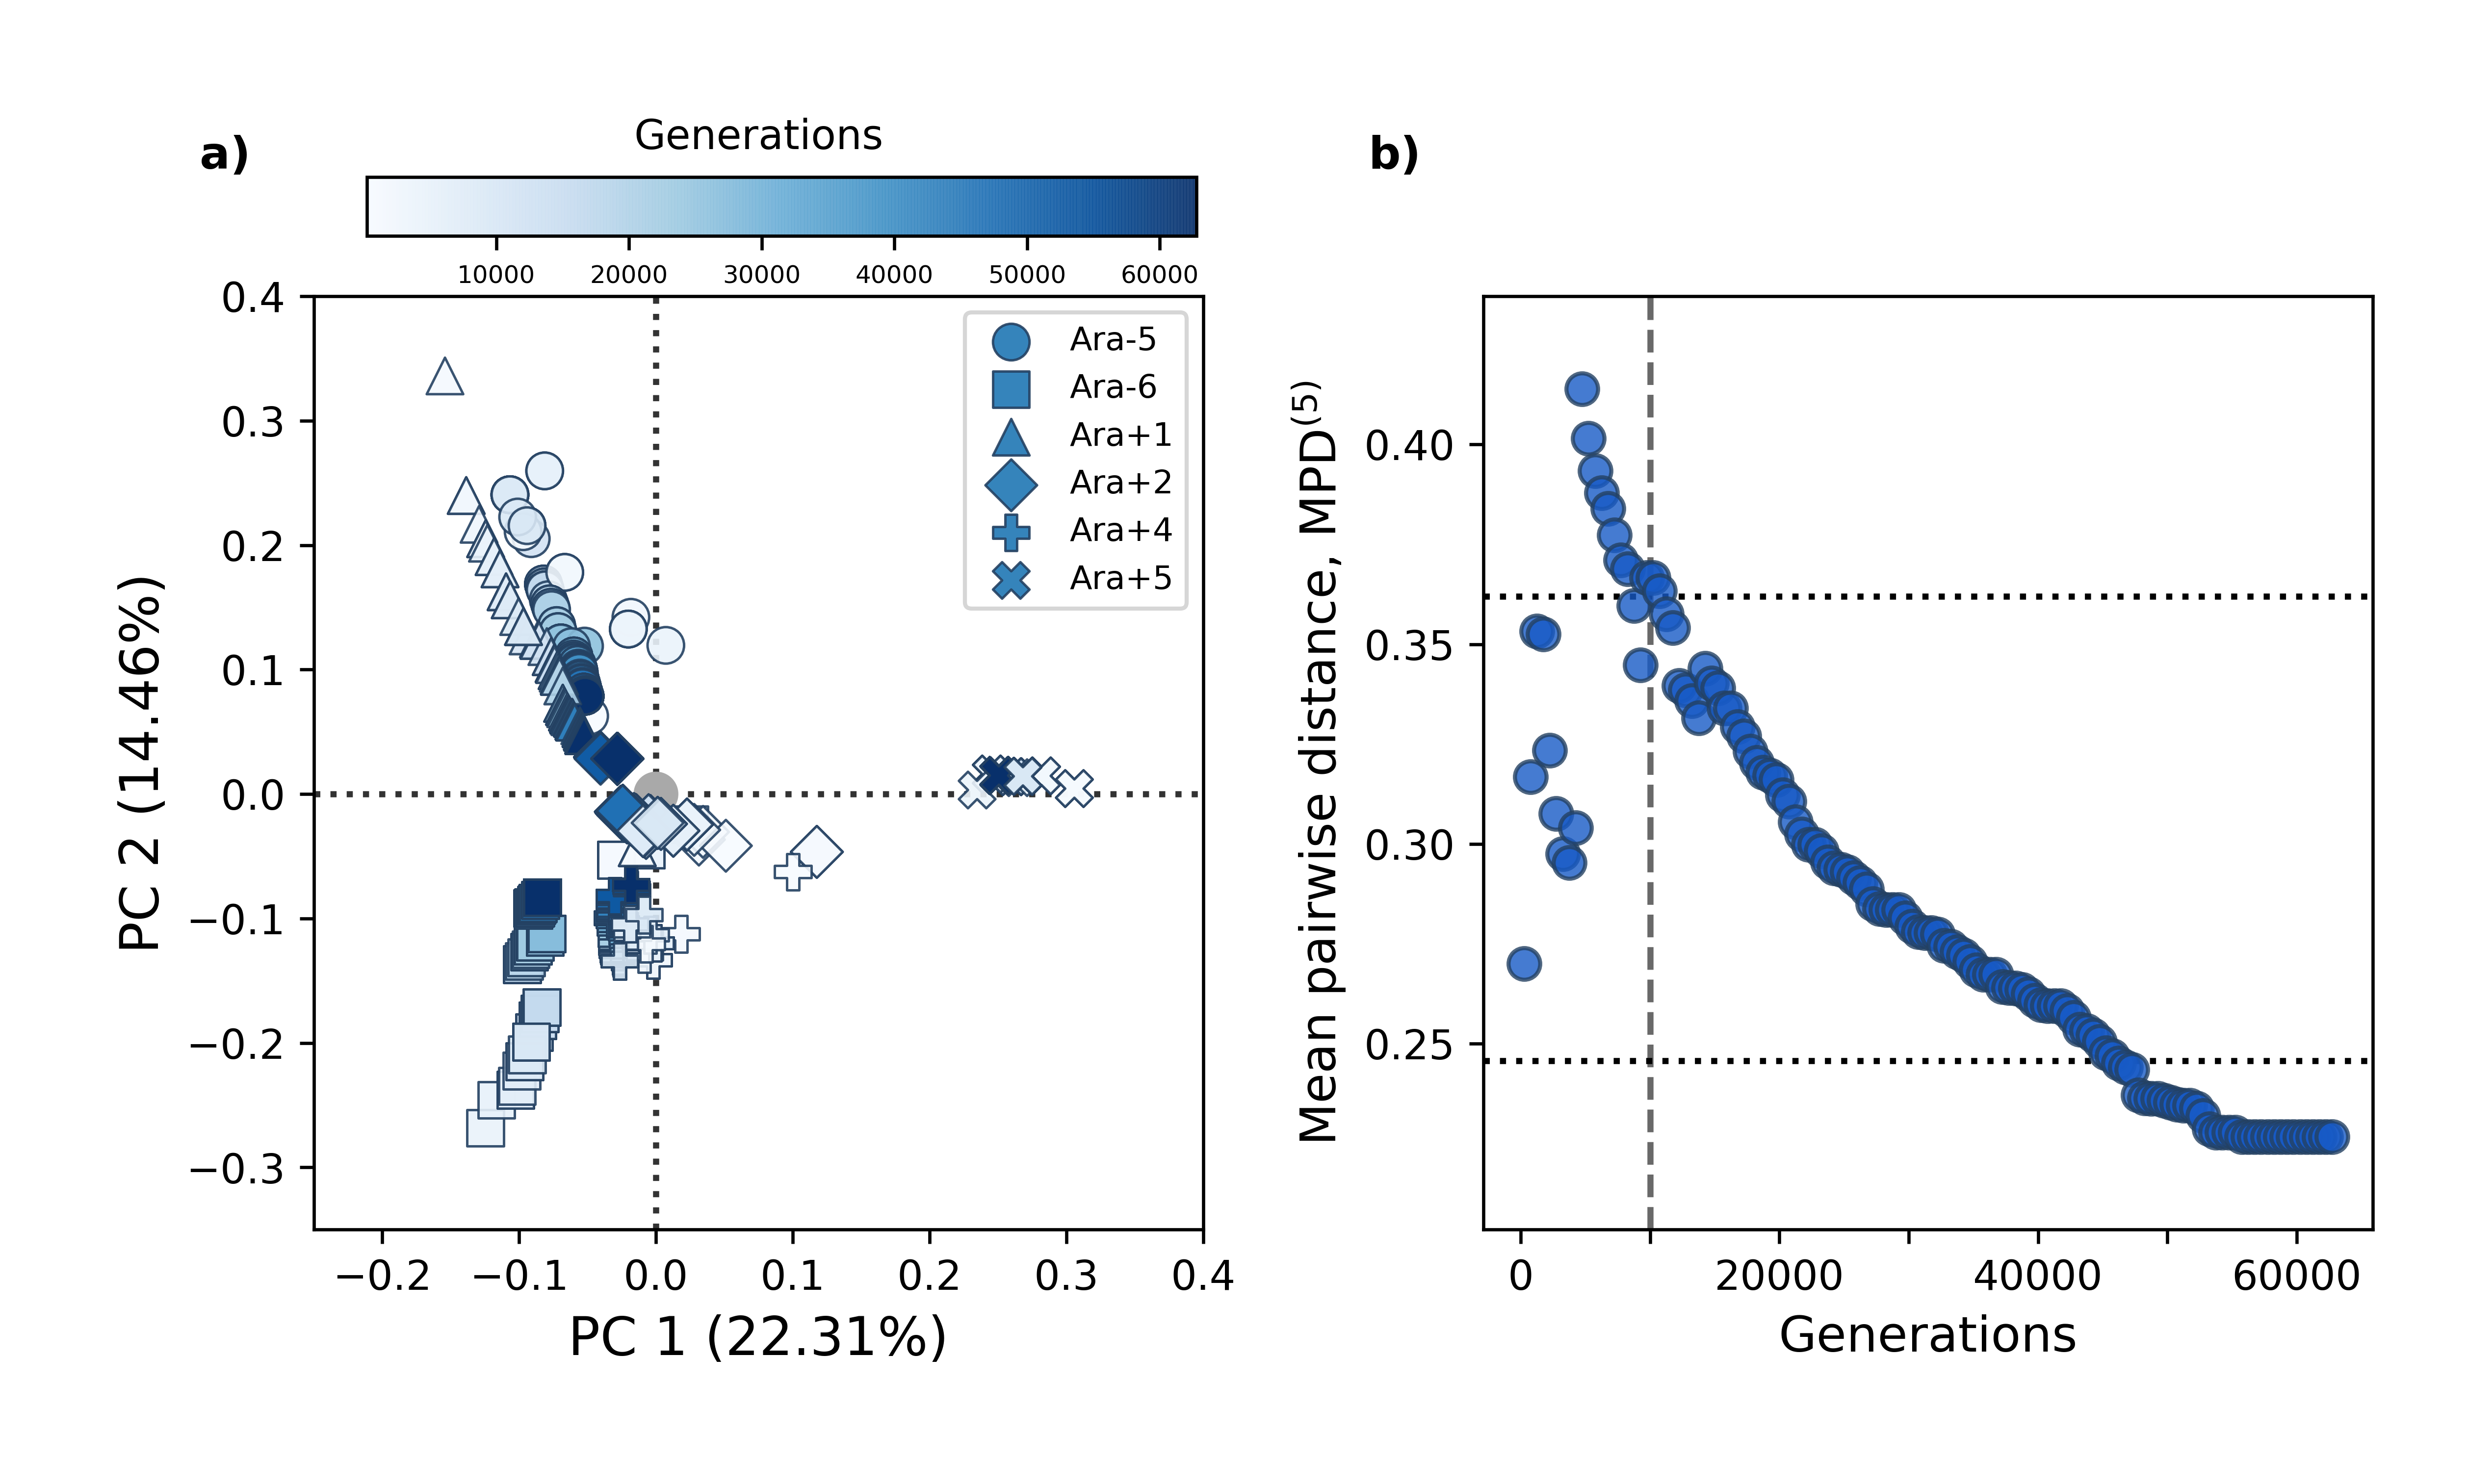 a)
Generations
10000 20000 30000 40000 50000 60000
0.4
0.3
0.2
0.1
0.0
−0.1
−0.2
−0.3
PC 2 (14.46%)
Ara-5
Ara-6
Ara+1
Ara+2
Ara+4
Ara+5
−0.2 −0.1 0.0 0.1 0.2 0.3 0.4
PC 1 (22.31%)
b)
Mean pairwise distance, MPD(5)
0.40
0.35
0.30
0.25
0 20000 40000 60000
Generations